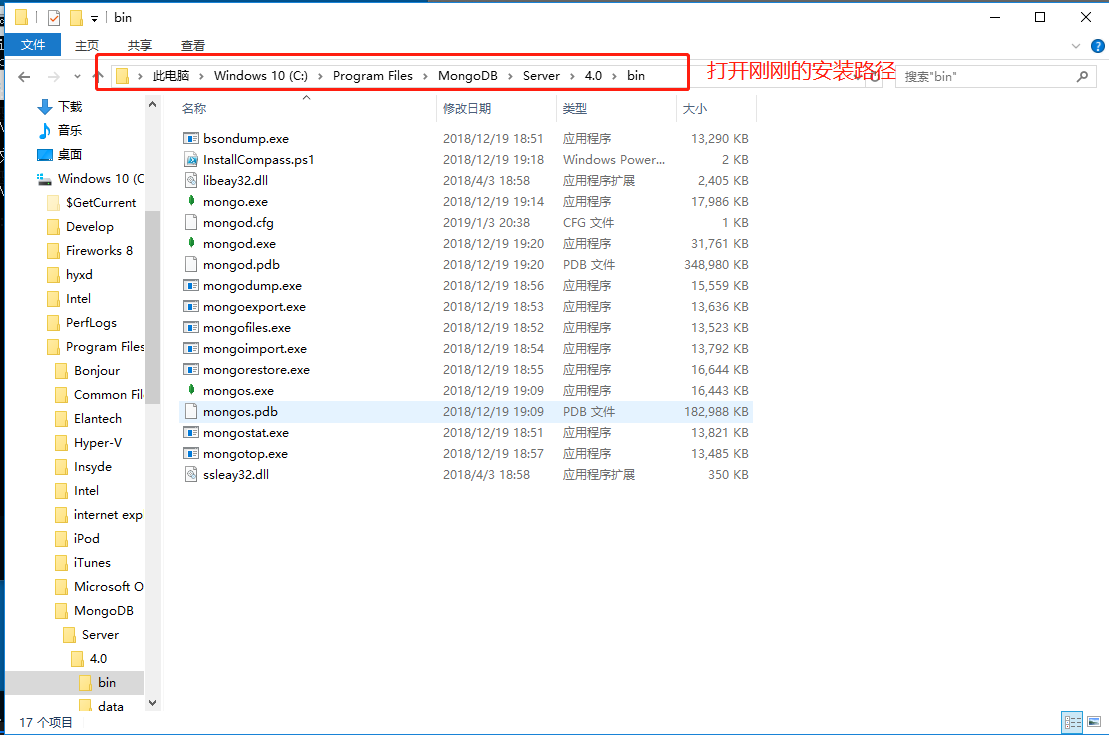 bin
文件 主页 共享 查看
此电脑 Windows 10 (C:) Program Files MongoDB Server 4.0 bin
打开刚刚的安装路径
搜索"bin"
下载
音乐
桌面
Windows 10 (C
$GetCurrent
Develop
Fireworks 8
hyxd
Intel
PerfLogs
Program Files
Bonjour
Common Fil
Elantech
Hyper-V
Insyde
Intel
internet exp
iPod
iTunes
Microsoft O
MongoDB
Server
4.0
bin
data
名称 修改日期 类型 大小
bsondump.exe 2018/12/19 18:51 应用程序 13,290 KB
InstallCompass.ps1 2018/12/19 19:18 Windows Power... 2 KB
libeay32.dll 2018/4/3 18:58 应用程序扩展 2,405 KB
mongo.exe 2018/12/19 19:14 应用程序 17,986 KB
mongod.cfg 2019/1/3 20:38 CFG 文件 1 KB
mongod.exe 2018/12/19 19:20 应用程序 31,761 KB
mongod.pdb 2018/12/19 19:20 PDB 文件 348,980 KB
mongodump.exe 2018/12/19 18:56 应用程序 15,559 KB
mongoexport.exe 2018/12/19 18:53 应用程序 13,636 KB
mongofiles.exe 2018/12/19 18:52 应用程序 13,523 KB
mongoimport.exe 2018/12/19 18:54 应用程序 13,792 KB
mongorestore.exe 2018/12/19 18:55 应用程序 16,644 KB
mongos.exe 2018/12/19 19:09 应用程序 16,443 KB
mongos.pdb 2018/12/19 19:09 PDB 文件 182,988 KB
mongostat.exe 2018/12/19 18:51 应用程序 13,821 KB
mongotop.exe 2018/12/19 18:57 应用程序 13,485 KB
ssleay32.dll 2018/4/3 18:58 应用程序扩展 350 KB
17 个项目